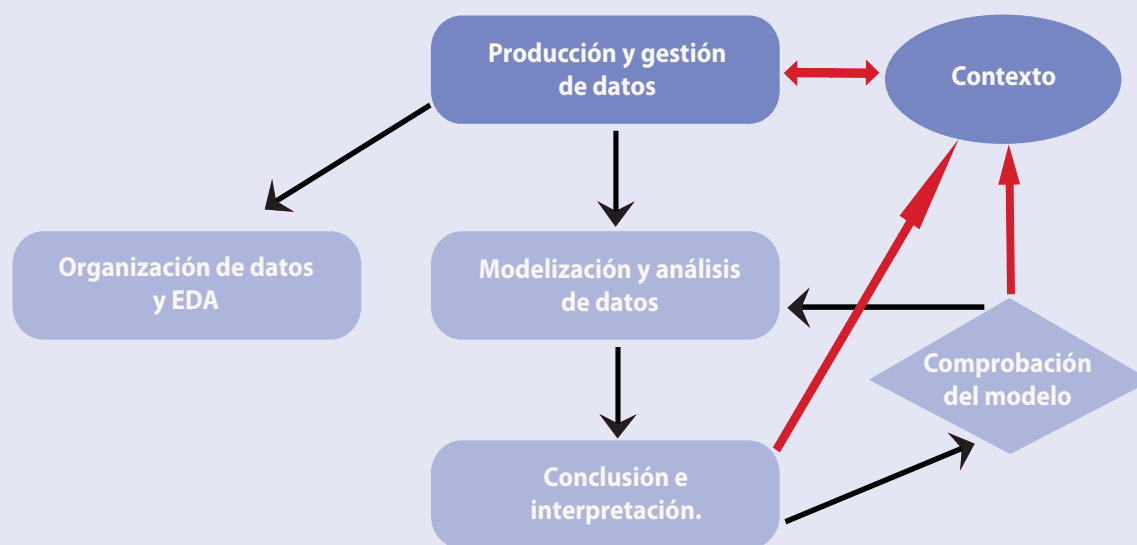 Producción y gestión
de datos
Contexto
Organización de datos
y EDA
Modelización y análisis
de datos
Comprobación
del modelo
Conclusión e
interpretación.